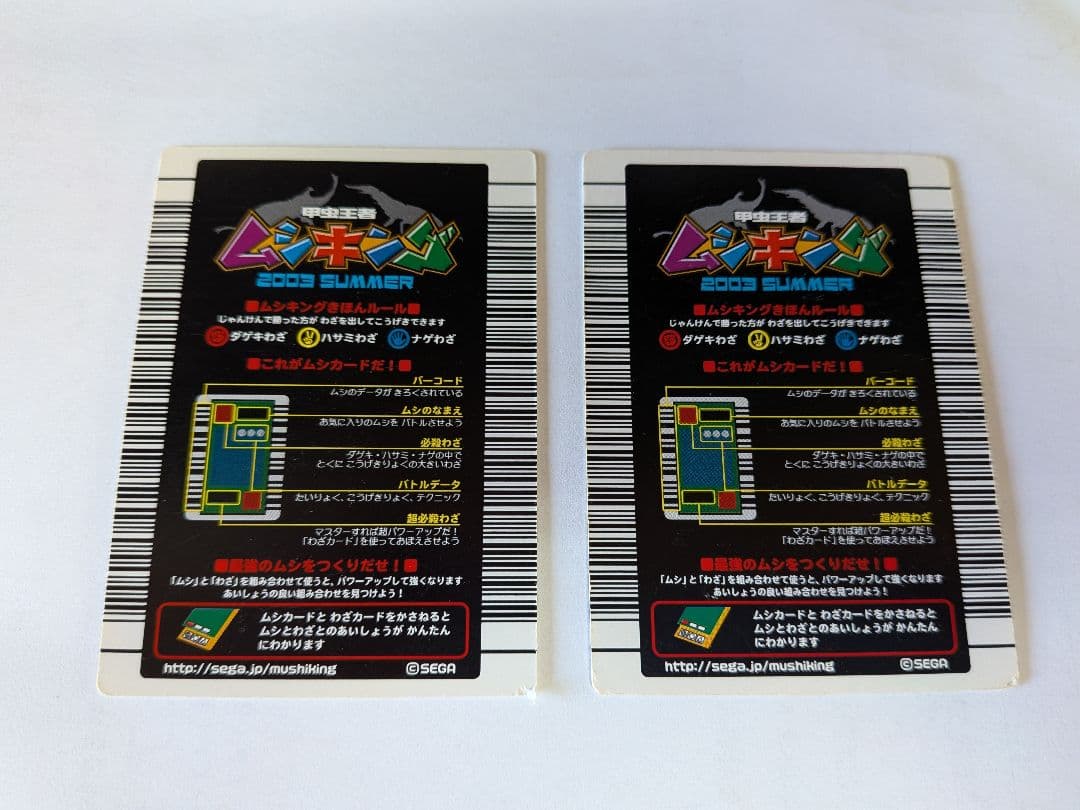 甲虫王者
ムシキング
2003 SUMMER
■ムシキングきほんルール■
じゃんけんで勝った方が わざを出してこうげきできます
ダゲキわざ ハサミわざ ナゲわざ
■これがムシカードだ！■
バーコード
ムシのデータが きろくされている
ムシのなまえ
お気に入りのムシを バトルさせよう
必殺わざ
ダゲキ・ハサミ・ナゲの中で
とくに こうげきりょくの大きいわざ
バトルデータ
たいりょく、こうげきりょく、テクニック
超必殺わざ
マスターすれば超パワーアップだ！
「わざカード」を使っておぼえさせよう
■最強のムシをつくりだせ！■
「ムシ」と「わざ」を組み合わせて使うと、パワーアップして強くなります
あいしょうの良い組み合わせを見つけよう！
ムシカードと わざカードをかさねると
ムシとわざとのあいしょうが かんたん
にわかります
http://sega.jp/mushiking ©SEGA
甲虫王者
ムシキング
2003 SUMMER
■ムシキングきほんルール■
じゃんけんで勝った方が わざを出してこうげきできます
ダゲキわざ ハサミわざ ナゲわざ
■これがムシカードだ！■
バーコード
ムシのデータが きろくされている
ムシのなまえ
お気に入りのムシを バトルさせよう
必殺わざ
ダゲキ・ハサミ・ナゲの中で
とくに こうげきりょくの大きいわざ
バトルデータ
たいりょく、こうげきりょく、テクニック
超必殺わざ
マスターすれば超パワーアップだ！
「わざカード」を使っておぼえさせよう
■最強のムシをつくりだせ！■
「ムシ」と「わざ」を組み合わせて使うと、パワーアップして強くなります
あいしょうの良い組み合わせを見つけよう！
ムシカードと わざカードをかさねると
ムシとわざとのあいしょうが かんたん
にわかります
http://sega.jp/mushiking ©SEGA